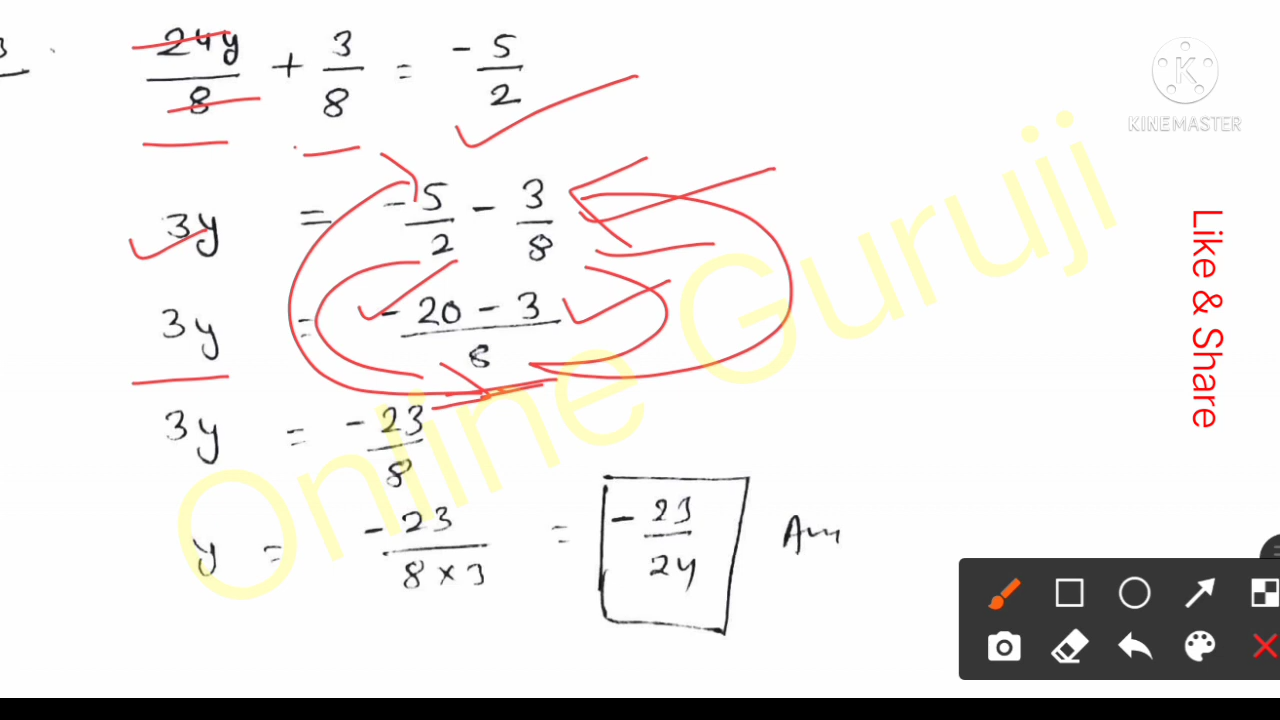 24y/8 + 3/8 = -5/2
3y = -5/2 - 3/8
3y = -20 - 3/8
3y = -23/8
y = -23/8×3 = -23/24 Ans
KINEMASTER
Online Guruji
Like & Share